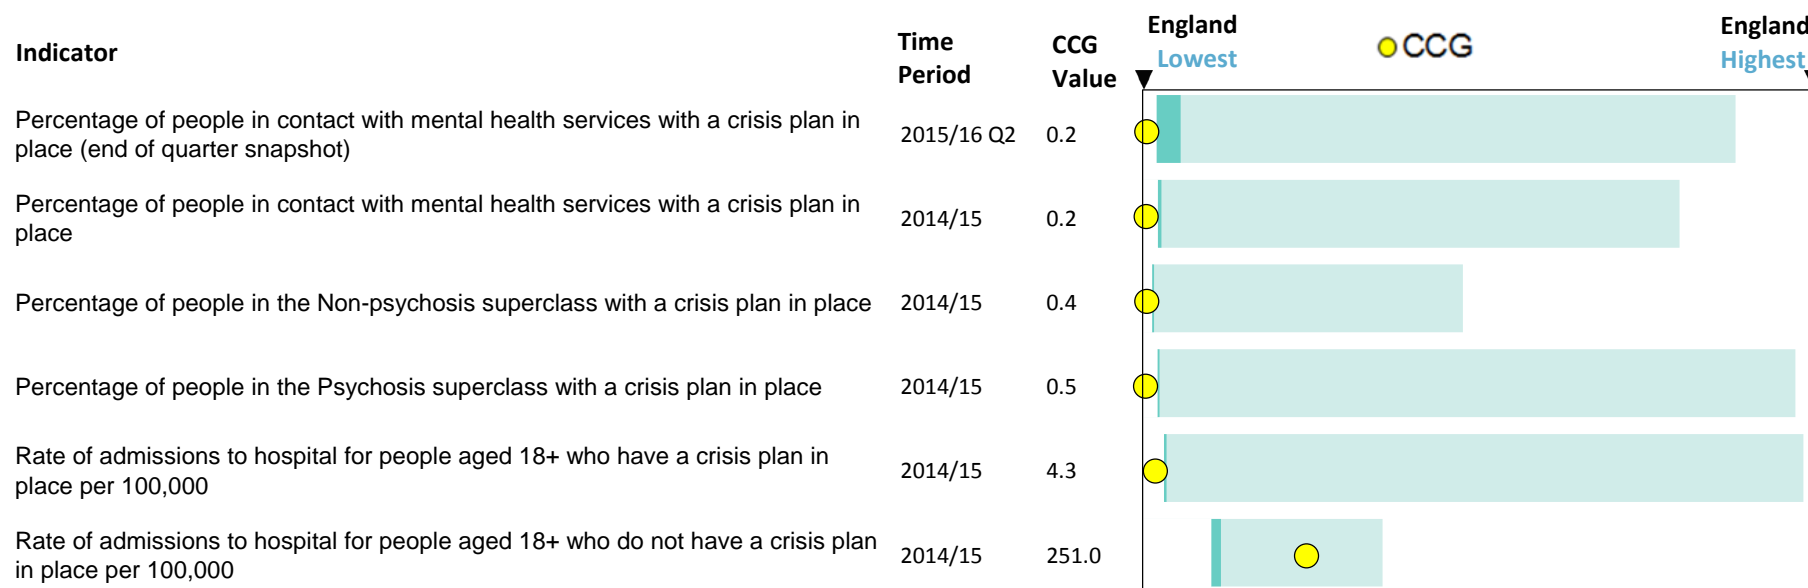 Indicator
Time Period
CCG Value
England Lowest
CCG
England Highest
Percentage of people in contact with mental health services with a crisis plan in
place (end of quarter snapshot)
2015/16 Q2
0.2
Percentage of people in contact with mental health services with a crisis plan in
place
2014/15
0.2
Percentage of people in the Non-psychosis superclass with a crisis plan in place
2014/15
0.4
Percentage of people in the Psychosis superclass with a crisis plan in place
2014/15
0.5
Rate of admissions to hospital for people aged 18+ who have a crisis plan in
place per 100,000
2014/15
4.3
Rate of admissions to hospital for people aged 18+ who do not have a crisis plan
in place per 100,000
2014/15
251.0